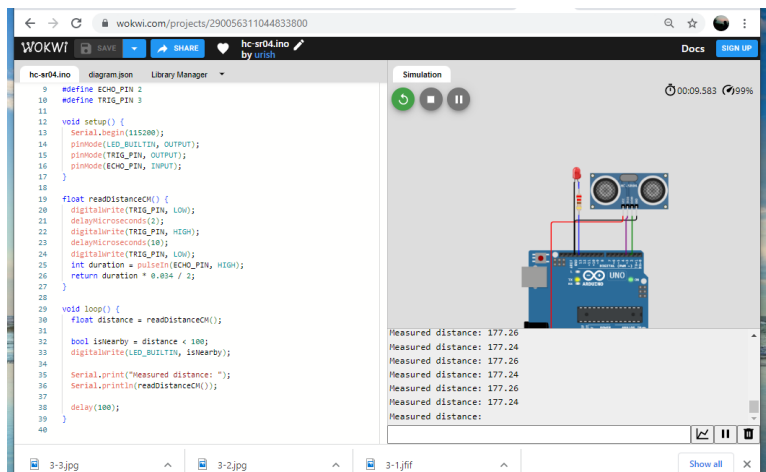 wokwi.com/projects/290056311044833800
WOKWI SAVE SHARE hc-sr04.ino Docs SIGN UP
by urish
hc-sr04.ino diagram.json Library Manager
Simulation
00:09.583 99%
9 #define ECHO_PIN 2
10 #define TRIG_PIN 3
11
12 void setup() {
13 Serial.begin(115200);
14 pinMode(LED_BUILTIN, OUTPUT);
15 pinMode(TRIG_PIN, OUTPUT);
16 pinMode(ECHO_PIN, INPUT);
17 }
18
19 float readDistanceCM() {
20 digitalWrite(TRIG_PIN, LOW);
21 delayMicroseconds(2);
22 digitalWrite(TRIG_PIN, HIGH);
23 delayMicroseconds(10);
24 digitalWrite(TRIG_PIN, LOW);
25 int duration = pulseIn(ECHO_PIN, HIGH);
26 return duration * 0.034 / 2;
27 }
28
29 void loop() {
30 float distance = readDistanceCM();
31
32 bool isNearby = distance < 100;
33 digitalWrite(LED_BUILTIN, isNearby);
34
35 Serial.print("Measured distance: ");
36 Serial.println(readDistanceCM());
37
38 delay(100);
39 }
40
UNO
ARDUINO
Measured distance: 177.26
Measured distance: 177.24
Measured distance: 177.26
Measured distance: 177.24
Measured distance: 177.26
Measured distance: 177.24
Measured distance:
3-3.jpg 3-2.jpg 3-1.jfif Show all